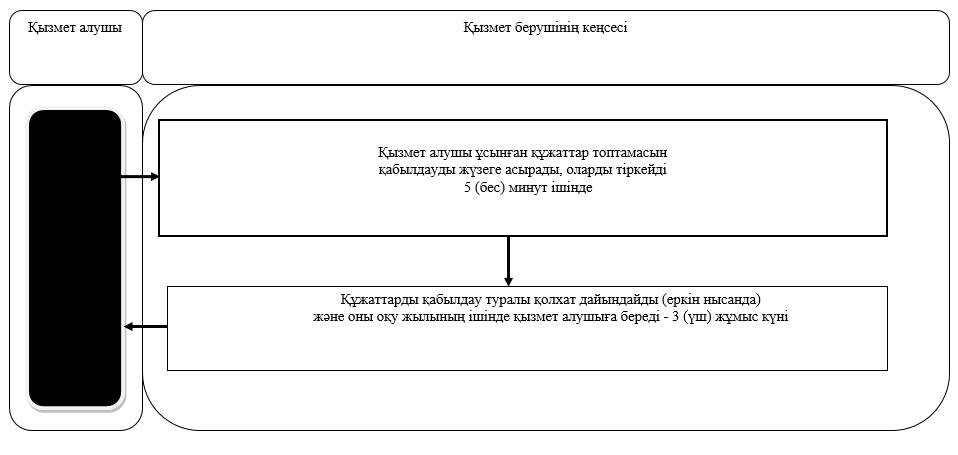 Қызмет алушы
Қызмет берушінің кеңсесі
Қызмет алушы ұсынған құжаттар топтамасын
қабылдауды жүзеге асырады, оларды тіркейді
5 (бес) минут ішінде
Құжаттарды қабылдау туралы қолхат дайындайды (еркін нысанда)
және оны оқу жылының ішінде қызмет алушыға береді - 3 (үш) жұмыс күні